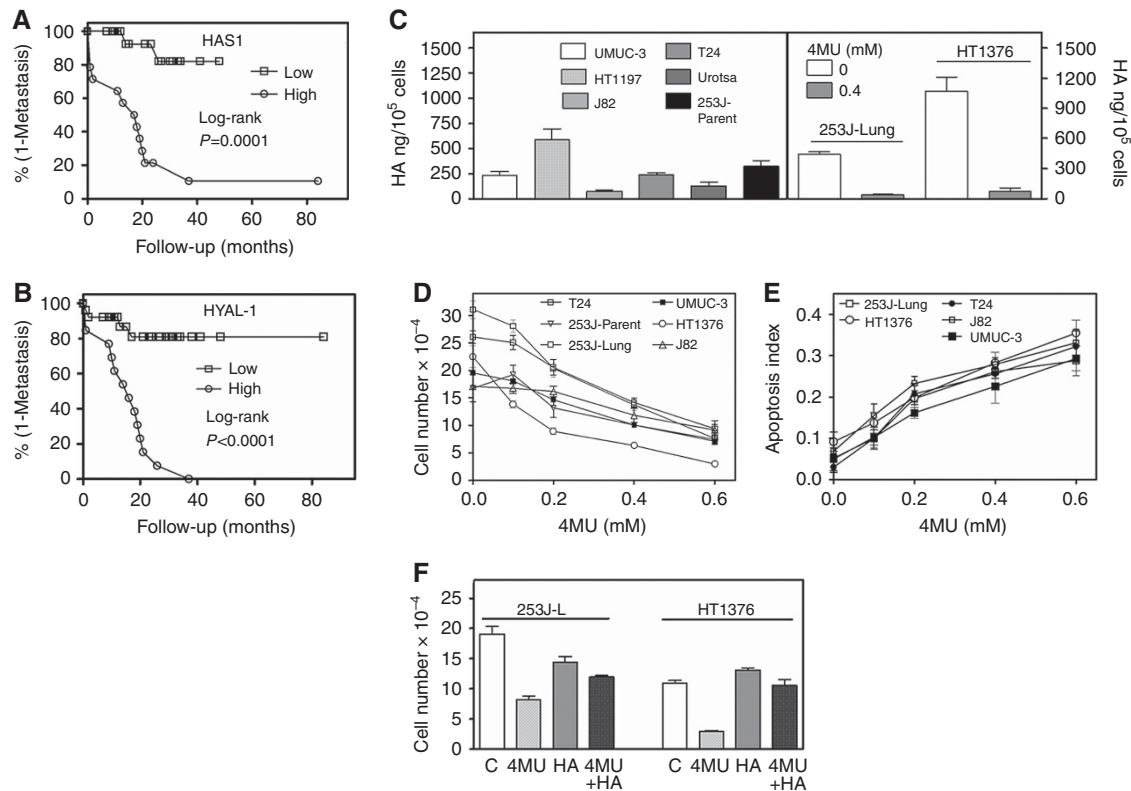 A
% (1-Metastasis)
100
80
60
40
20
0
HAS1
Low
High
Log-rank
P=0.0001
0 20 40 60 80
Follow-up (months)
B
% (1-Metastasis)
100
80
60
40
20
0
HYAL-1
Low
High
Log-rank
P<0.0001
0 20 40 60 80
Follow-up (months)
C
HA ng/10⁵ cells
1500
1250
1000
750
500
250
0
UMUC-3 T24
HT1197 Urotsa
J82 253J-
Parent
4MU (mM)
0
0.4
HT1376
253J-Lung
1500
1200
900
600
300
0
HA ng/10⁵ cells
D
Cell number × 10⁻⁴
30
25
20
15
10
5
0
T24 UMUC-3
253J-Parent HT1376
253J-Lung J82
0.0 0.2 0.4 0.6
4MU (mM)
E
Apoptosis index
0.4
0.3
0.2
0.1
0.0
253J-Lung T24
HT1376 J82
UMUC-3
0.0 0.2 0.4 0.6
4MU (mM)
F
Cell number × 10⁻⁴
25
20
15
10
5
0
253J-L HT1376
C 4MU HA 4MU C 4MU HA 4MU
+HA +HA